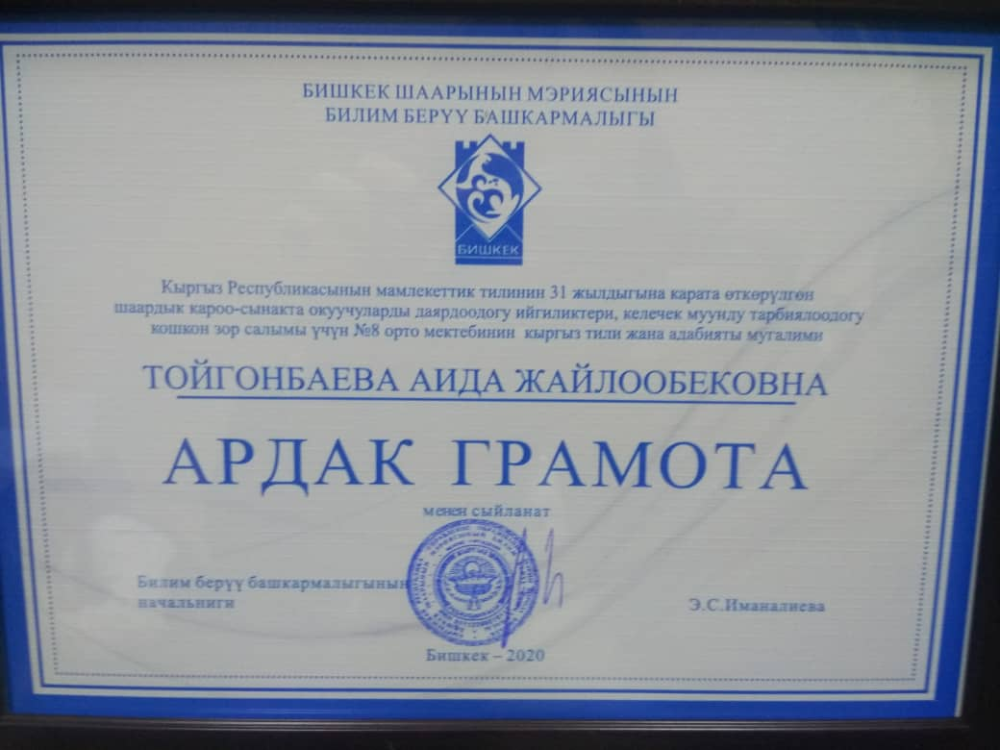 БИШКЕК ШААРЫНЫН МЭРИЯСЫНЫН
БИЛИМ БЕРҮҮ БАШКАРМАЛЫГЫ
БИШКЕК
Кыргыз Республикасынын мамлекеттик тилинин 31 жылдыгына карата өткөрүлгөн
шаардык кароо-сынакта окуучуларды даярдоодогу ийгиликтери, келечек муунду тарбиялоодогу
кошкон зор салымы үчүн №8 орто мектебинин кыргыз тили жана адабияты мугалими
ТОЙГОНБАЕВА АИДА ЖАЙЛООБЕКОВНА
АРДАК ГРАМОТА
менен сыйланат
Билим берүү башкармалыгынын
начальниги
Э.С.Иманалиева
Бишкек – 2020